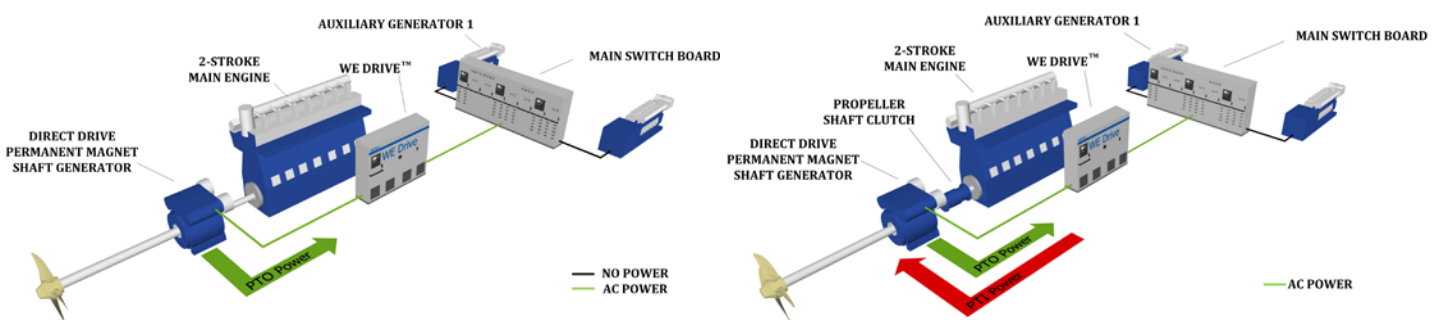 AUXILIARY GENERATOR 1
MAIN SWITCH BOARD
2-STROKE
MAIN ENGINE
WE DRIVE™
DIRECT DRIVE
PERMANENT MAGNET
SHAFT GENERATOR
WE Drive
PTO Power
NO POWER
AC POWER
AUXILIARY GENERATOR 1
MAIN SWITCH BOARD
2-STROKE
MAIN ENGINE
WE DRIVE™
PROPELLER
SHAFT CLUTCH
DIRECT DRIVE
PERMANENT MAGNET
SHAFT GENERATOR
WE Drive
PTO Power
PTI Power
AC POWER